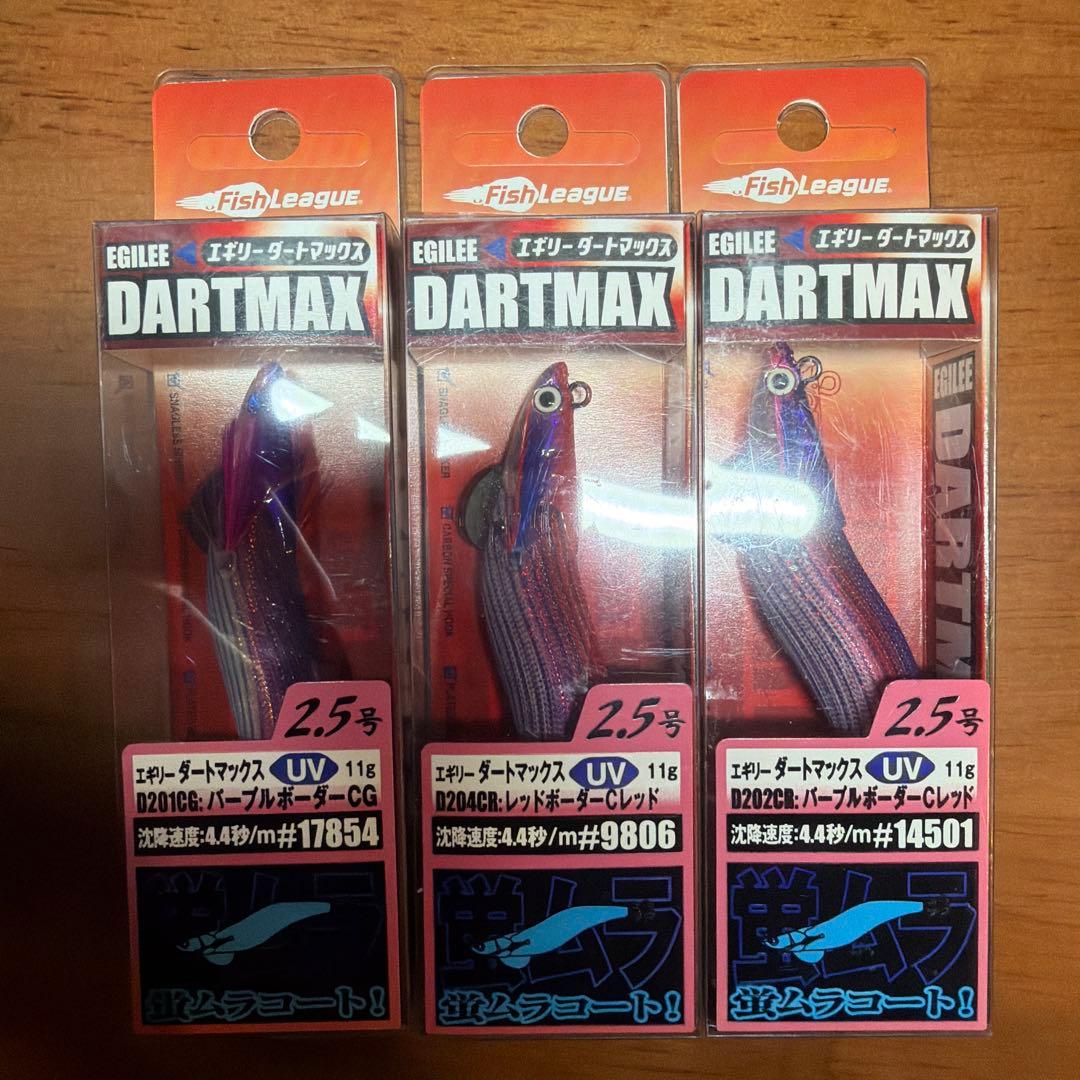 FishLeague
EGILEE エギリーダートマックス
DARTMAX
2.5号
エギリー ダートマックス UV 11g
D201CG: パープルボーダーCG
沈降速度:4.4秒/m #17854
蛍ムラ
蛍ムラコート!
FishLeague
EGILEE エギリーダートマックス
DARTMAX
CARBON SPECIAL HOOK
2.5号
エギリー ダートマックス UV 11g
D204CR: レッドボーダーCレッド
沈降速度:4.4秒/m #9806
蛍ムラ
蛍ムラコート!
FishLeague
EGILEE エギリーダートマックス
DARTMAX
EGILEE
DARTM
2.5号
エギリー ダートマックス UV 11g
D202CR: パープルボーダーCレッド
沈降速度:4.4秒/m #14501
蛍ムラ
蛍ムラコート!